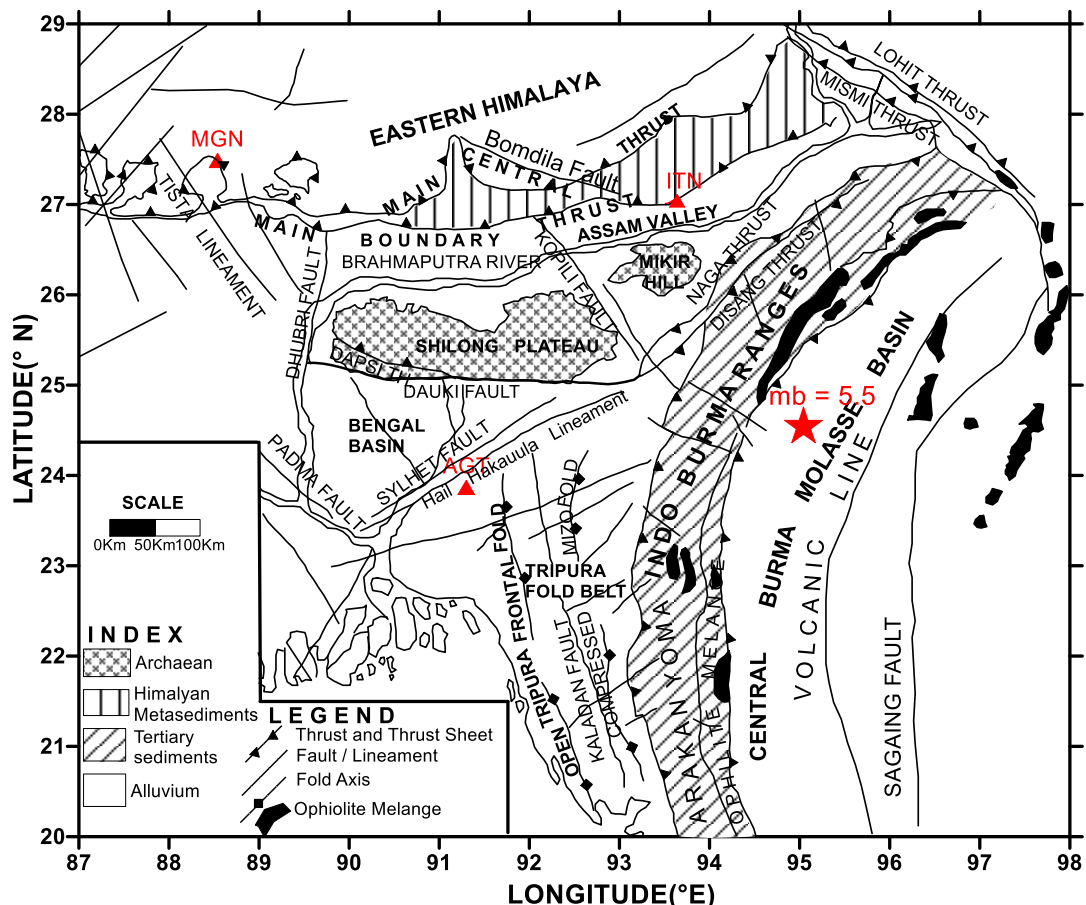 29
28
27
26
25
24
23
22
21
20
LATITUDE(° N)
87
88
89
90
91
92
93
94
95
96
97
98
LONGITUDE(°E)
EASTERN HIMALAYA
LOHIT THRUST
MISMI THRUST
MGN
Bomdila Fault
MAIN CENTRL THRUST
ITN
TISTA LINEAMENT
MAIN BOUNDARY THRUST
ASSAM VALLEY
BRAHMAPUTRA RIVER
KOPILI FAULT
MIKIR
HILL
NAGA THRUST
DISANG THRUST
DHUBRI FAULT
SHILONG PLATEAU
DAPSI TH
DAUKI FAULT
BENGAL
BASIN
SYLHET FAULT
Hail Hakauula Lineament
AGT
PADMA FAULT
mb = 5.5
INDO BURMA RANGES
CENTRAL BURMA MOLASSE BASIN
VOLCANIC LINE
SAGAING FAULT
ARAKAN YOMA
OPHILITE MELANGE
MIZO FOLD
TRIPURA
FOLD BELT
OPEN TRIPURA FRONTAL FOLD
KALADAN FAULT
COMPRESSED
SCALE
0Km 50Km100Km
INDEX
Archaean
Himalyan
Metasediments
Tertiary
sediments
Alluvium
LEGEND
Thrust and Thrust Sheet
Fault / Lineament
Fold Axis
Ophiolite Melange